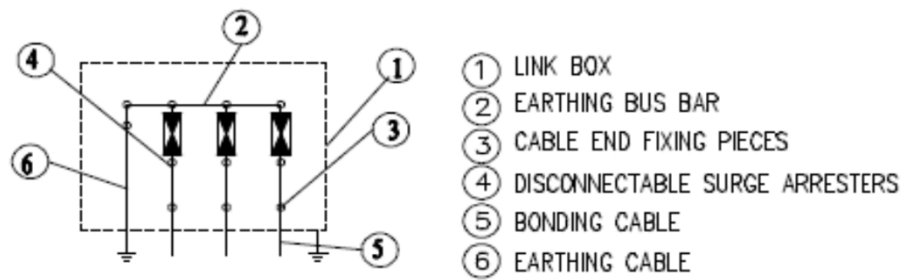 2
4
1
3
6
5
1 LINK BOX
2 EARTHING BUS BAR
3 CABLE END FIXING PIECES
4 DISCONNECTABLE SURGE ARRESTERS
5 BONDING CABLE
6 EARTHING CABLE